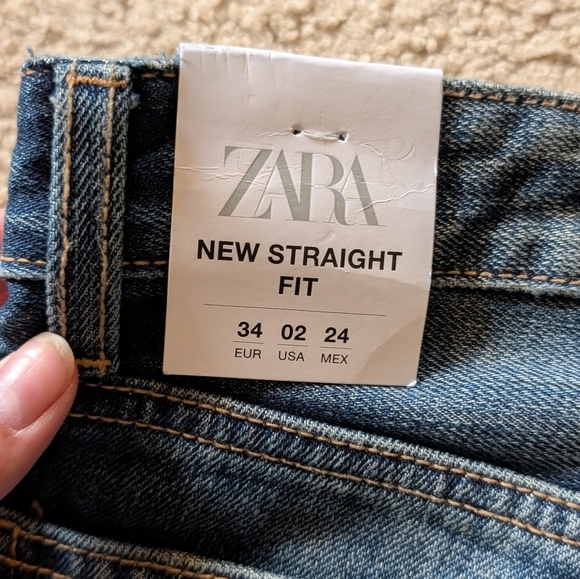 ZARA
NEW STRAIGHT
FIT
34 02 24
EUR USA MEX